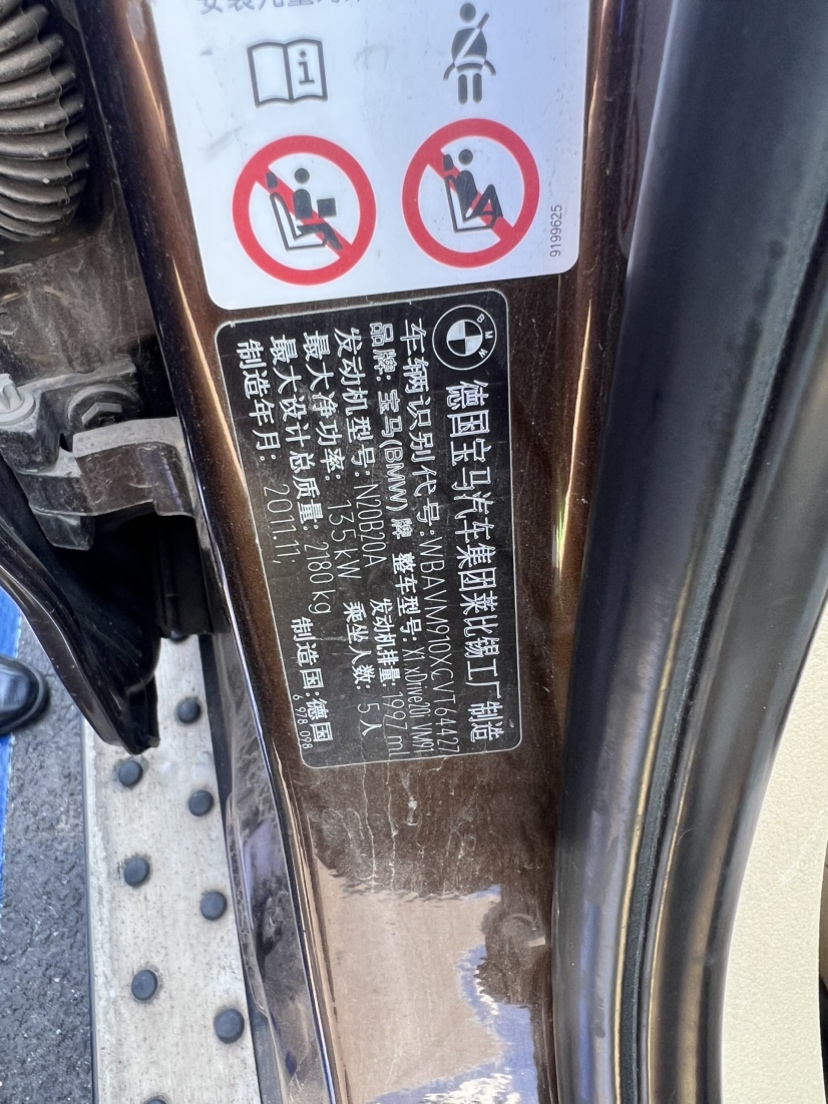 9199625
BMW
德国宝马汽车集团莱比锡工厂制造
车辆识别代号:WBAVM910XCVT64427
品牌: 宝马(BMW) 牌 整车型号: X1 xDrive20i VM91
发动机型号: N20B20A 发动机排量: 1997 ml
最大净功率: 135 kW 乘坐人数: 5人
最大设计总质量: 2180 kg
制造年月: 2011.11; 制造国:德国
6 978 098